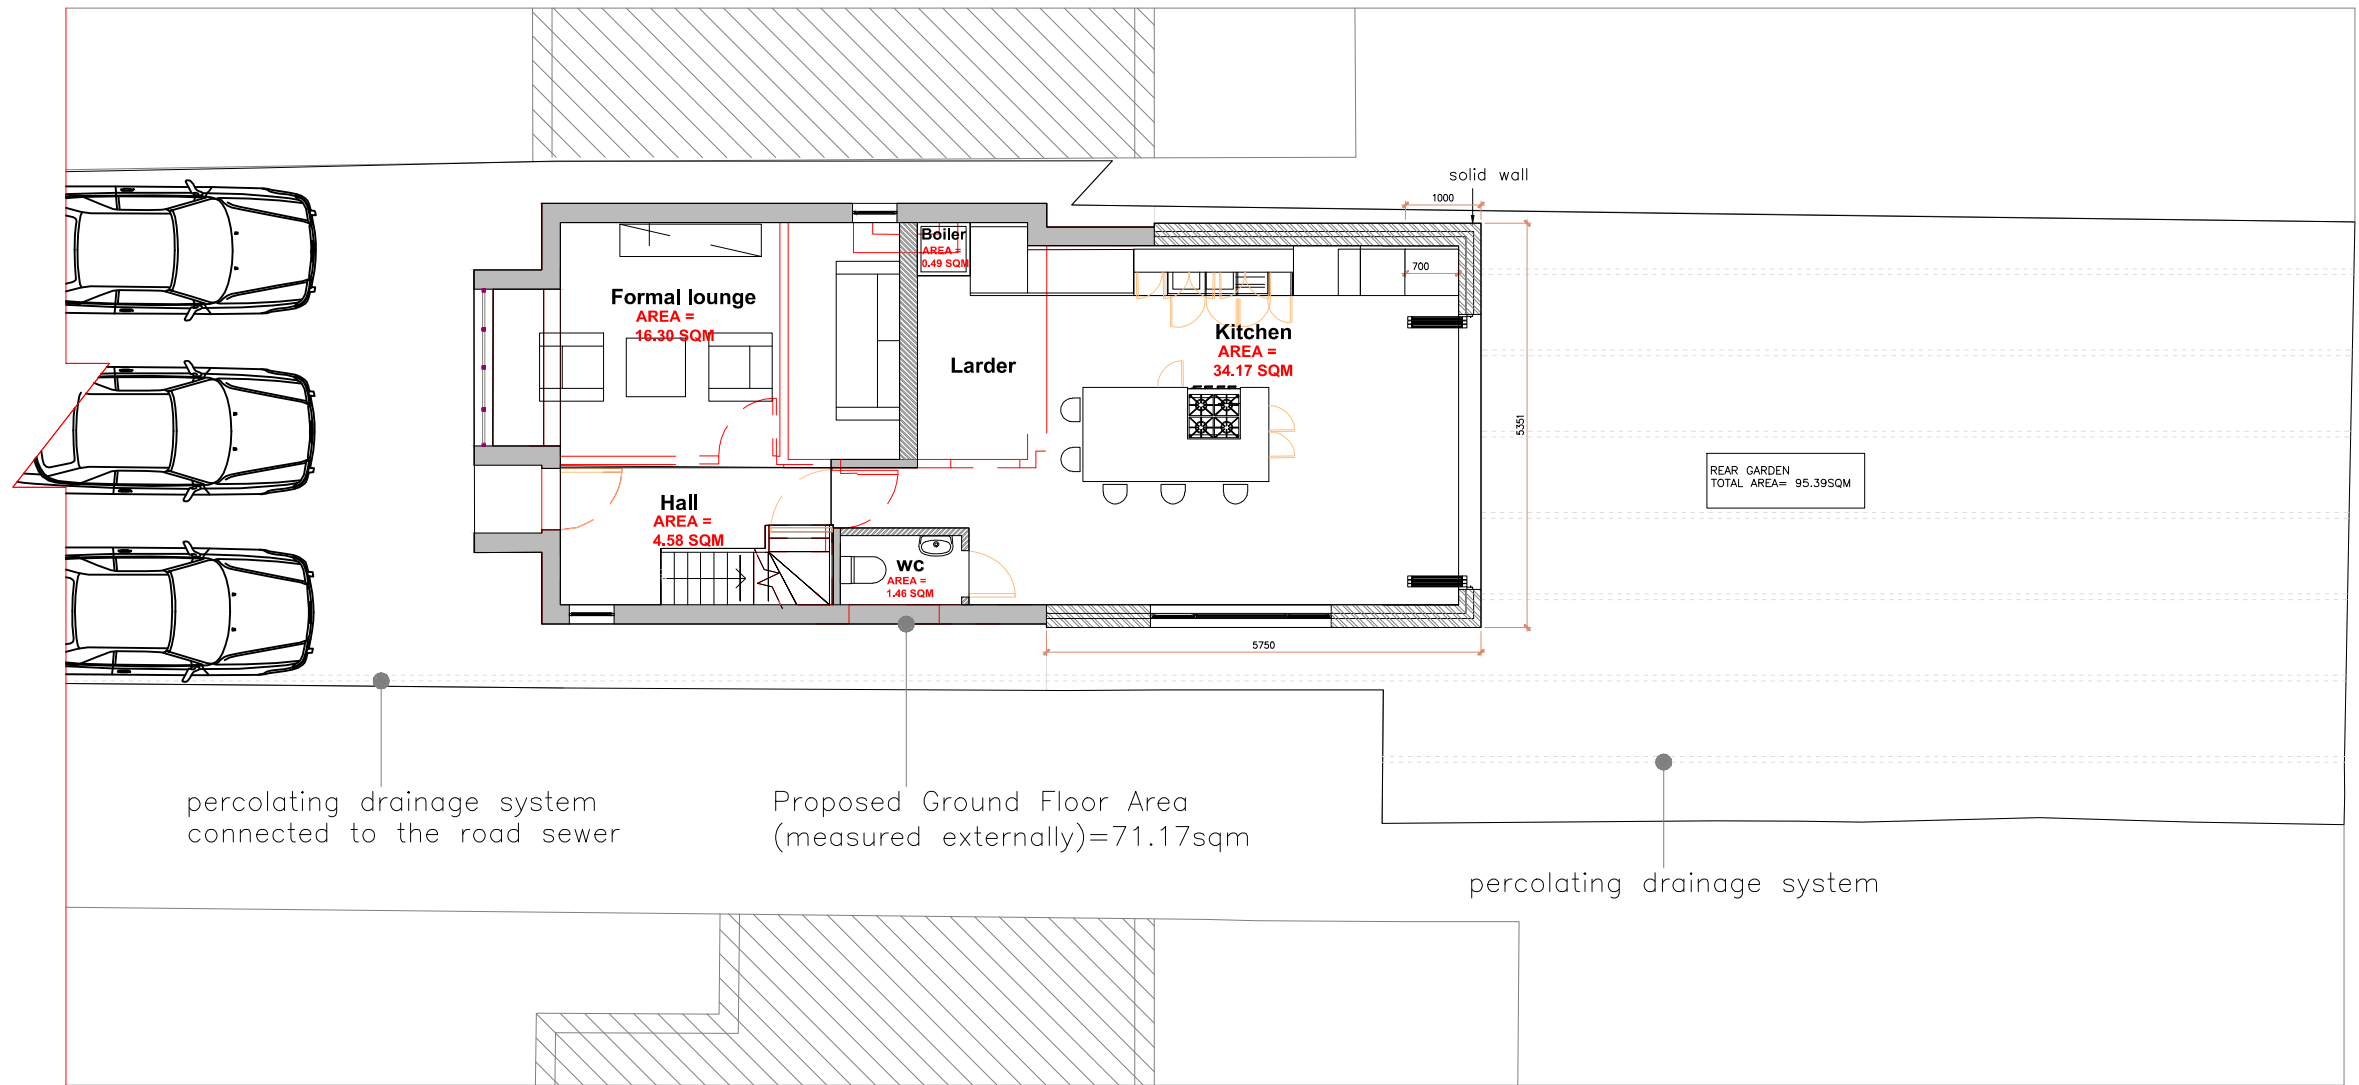 solid wall
1000
Boiler
AREA =
0.49 SQM
700
Formal lounge
AREA =
16.30 SQM
Kitchen
AREA =
34.17 SQM
Larder
5351
REAR GARDEN
TOTAL AREA= 95.39SQM
Hall
AREA =
4.58 SQM
WC
AREA =
1.46 SQM
5750
percolating drainage system
connected to the road sewer
Proposed Ground Floor Area
(measured externally)=71.17sqm
percolating drainage system